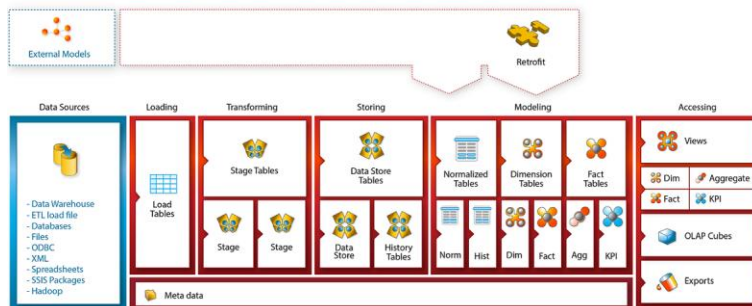 External Models
Retrofit
Data Sources
Loading
Transforming
Storing
Modeling
Accessing
- Data Warehouse
- ETL load file
- Databases
- Files
- ODBC
- XML
- Spreadsheets
- SSIS Packages
- Hadoop
Load
Tables
Stage Tables
Stage
Stage
Data Store
Tables
Data
Store
History
Tables
Normalized
Tables
Dimension
Tables
Fact
Tables
Norm
Hist
Dim
Fact
Agg
KPI
Views
Dim
Aggregate
Fact
KPI
OLAP Cubes
Exports
Meta data